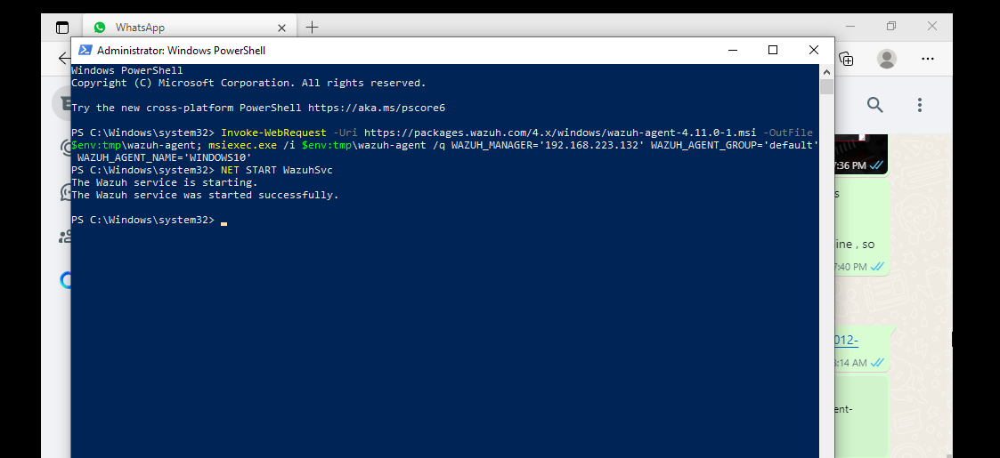 WhatsApp
Administrator: Windows PowerShell
Windows PowerShell
Copyright (C) Microsoft Corporation. All rights reserved.
Try the new cross-platform PowerShell https://aka.ms/pscore6
PS C:\Windows\system32> Invoke-WebRequest -Uri https://packages.wazuh.com/4.x/windows/wazuh-agent-4.11.0-1.msi -OutFile
$env:tmp\wazuh-agent; msiexec.exe /i $env:tmp\wazuh-agent /q WAZUH_MANAGER='192.168.223.132' WAZUH_AGENT_GROUP='default'
WAZUH_AGENT_NAME='WINDOWS10'
PS C:\Windows\system32> NET START WazuhSvc
The Wazuh service is starting.
The Wazuh service was started successfully.
PS C:\Windows\system32>
7:36 PM
s
ine , so
7:40 PM
012-
:14 AM
ent-